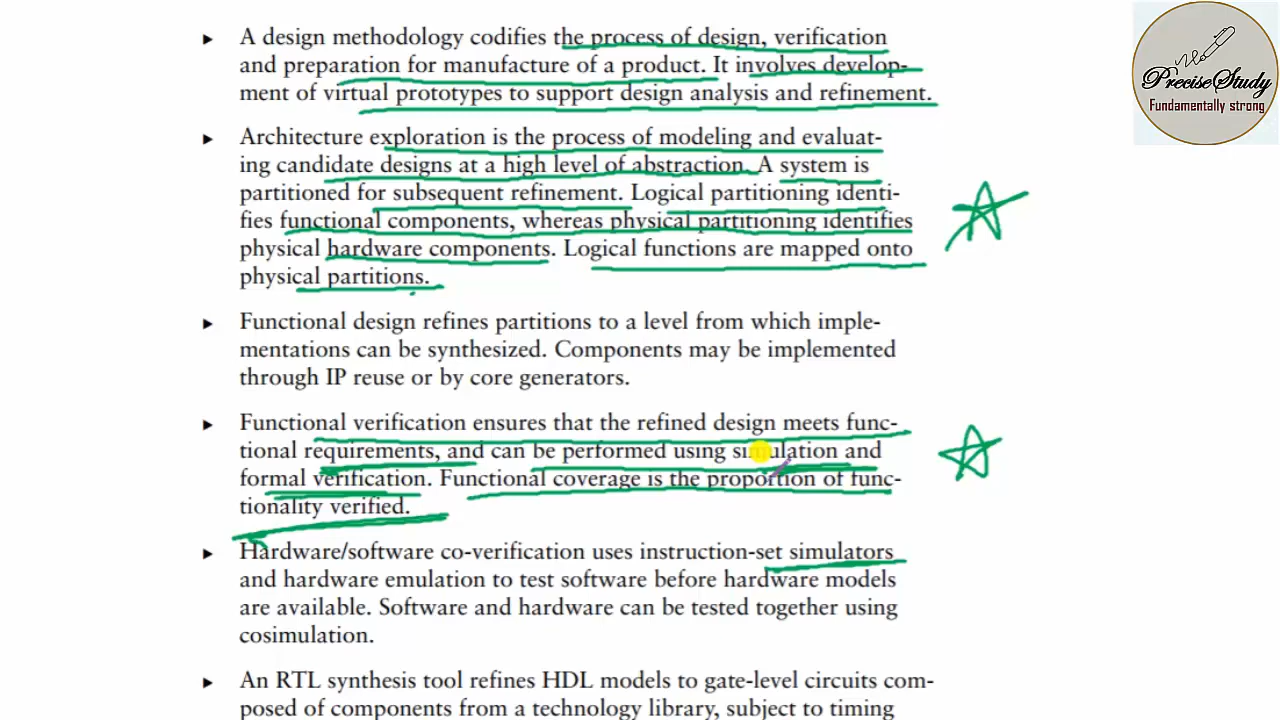 ▸ A design methodology codifies the process of design, verification
and preparation for manufacture of a product. It involves develop-
ment of virtual prototypes to support design analysis and refinement.
▸ Architecture exploration is the process of modeling and evaluat-
ing candidate designs at a high level of abstraction. A system is
partitioned for subsequent refinement. Logical partitioning identi-
fies functional components, whereas physical partitioning identifies
physical hardware components. Logical functions are mapped onto
physical partitions.
▸ Functional design refines partitions to a level from which imple-
mentations can be synthesized. Components may be implemented
through IP reuse or by core generators.
▸ Functional verification ensures that the refined design meets func-
tional requirements, and can be performed using simulation and
formal verification. Functional coverage is the proportion of func-
tionality verified.
▸ Hardware/software co-verification uses instruction-set simulators
and hardware emulation to test software before hardware models
are available. Software and hardware can be tested together using
cosimulation.
▸ An RTL synthesis tool refines HDL models to gate-level circuits com-
posed of components from a technology library, subject to timing
PreciseStudy
Fundamentally strong